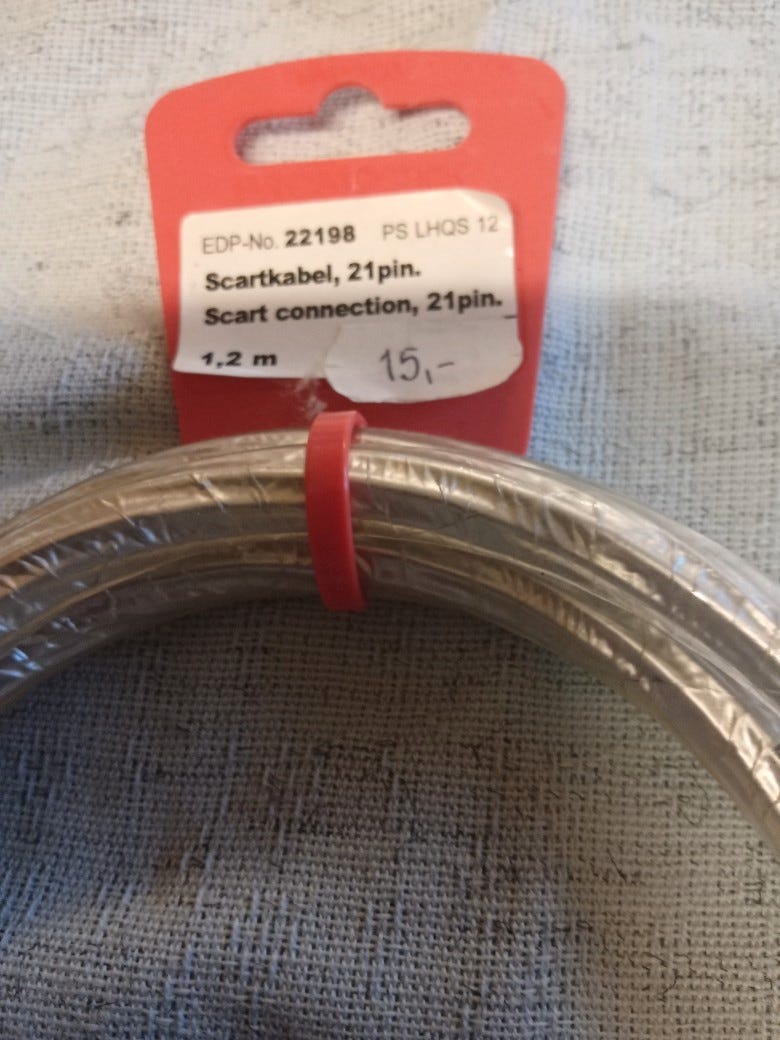 EDP-No. 22198 PS LHQS 12
Scartkabel, 21pin.
Scart connection, 21pin.
1,2 m 15,-